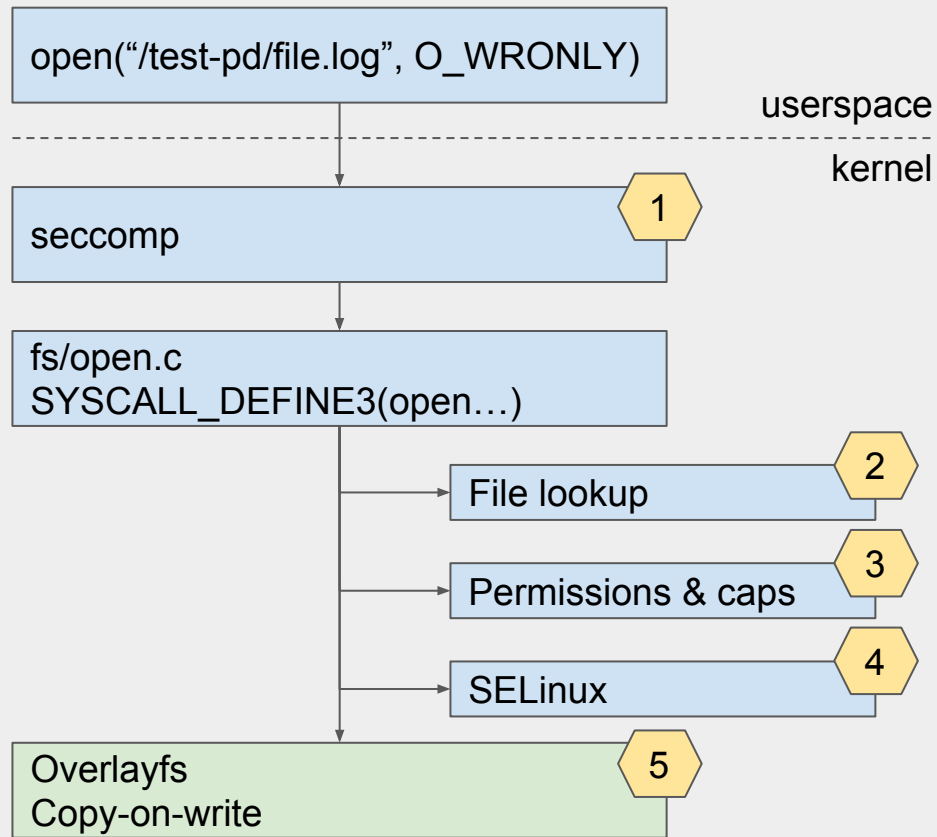 open(“/test-pd/file.log”, O_WRONLY)
userspace
kernel
1
seccomp
fs/open.c
SYSCALL_DEFINE3(open…)
2
File lookup
3
Permissions & caps
4
SELinux
5
Overlayfs
Copy-on-write